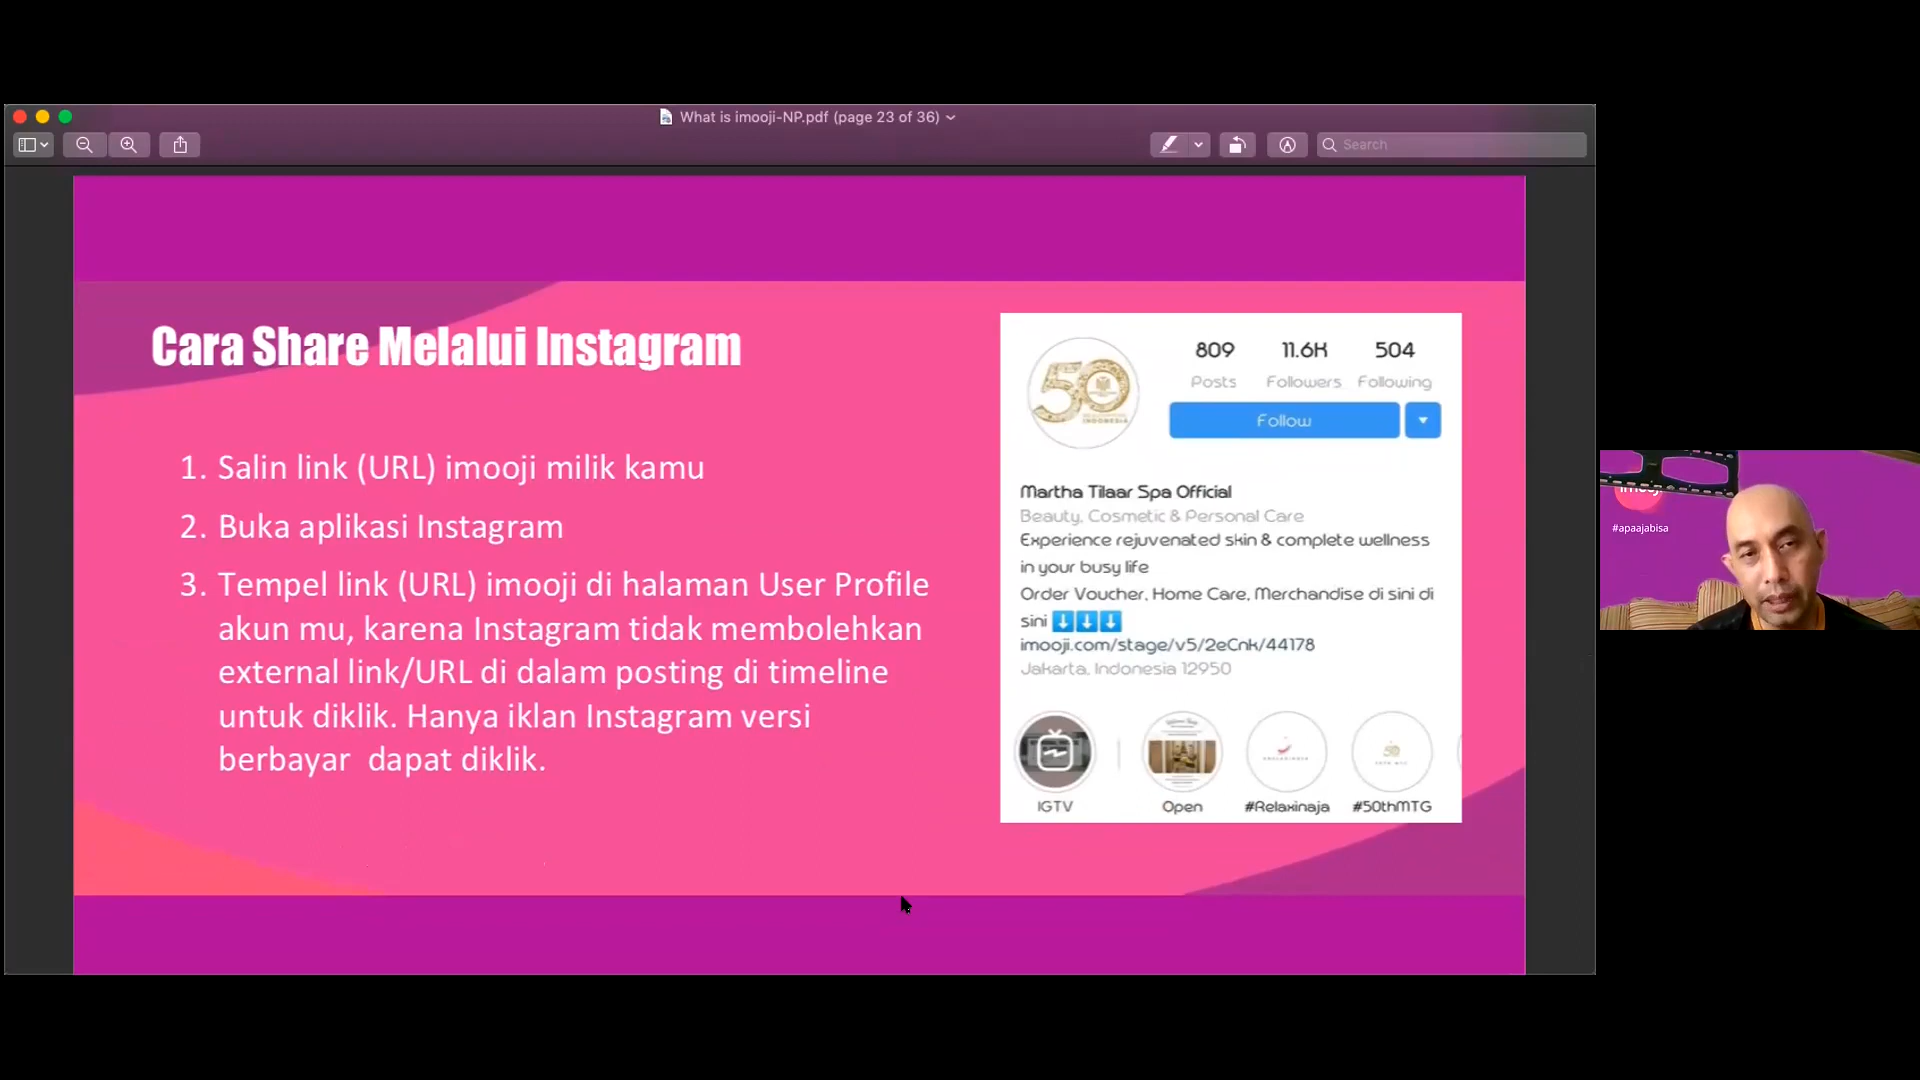 What is imooji-NP.pdf (page 23 of 36)
Search
Cara Share Melalui Instagram
1. Salin link (URL) imooji milik kamu
2. Buka aplikasi Instagram
3. Tempel link (URL) imooji di halaman User Profile
akun mu, karena Instagram tidak membolehkan
external link/URL di dalam posting di timeline
untuk diklik. Hanya iklan Instagram versi
berbayar dapat diklik.
50
INDONESIA
809 11.6K 504
Posts Followers Following
Follow
Martha Tilaar Spa Official
Beauty, Cosmetic & Personal Care
Experience rejuvenated skin & complete wellness
in your busy life
Order Voucher, Home Care, Merchandise di sini di
sini ⬇⬇⬇
imooji.com/stage/v5/2eCnk/44178
Jakarta, Indonesia 12950
IGTV Open #Relaxinaja #50thMTG
#apaajabisa